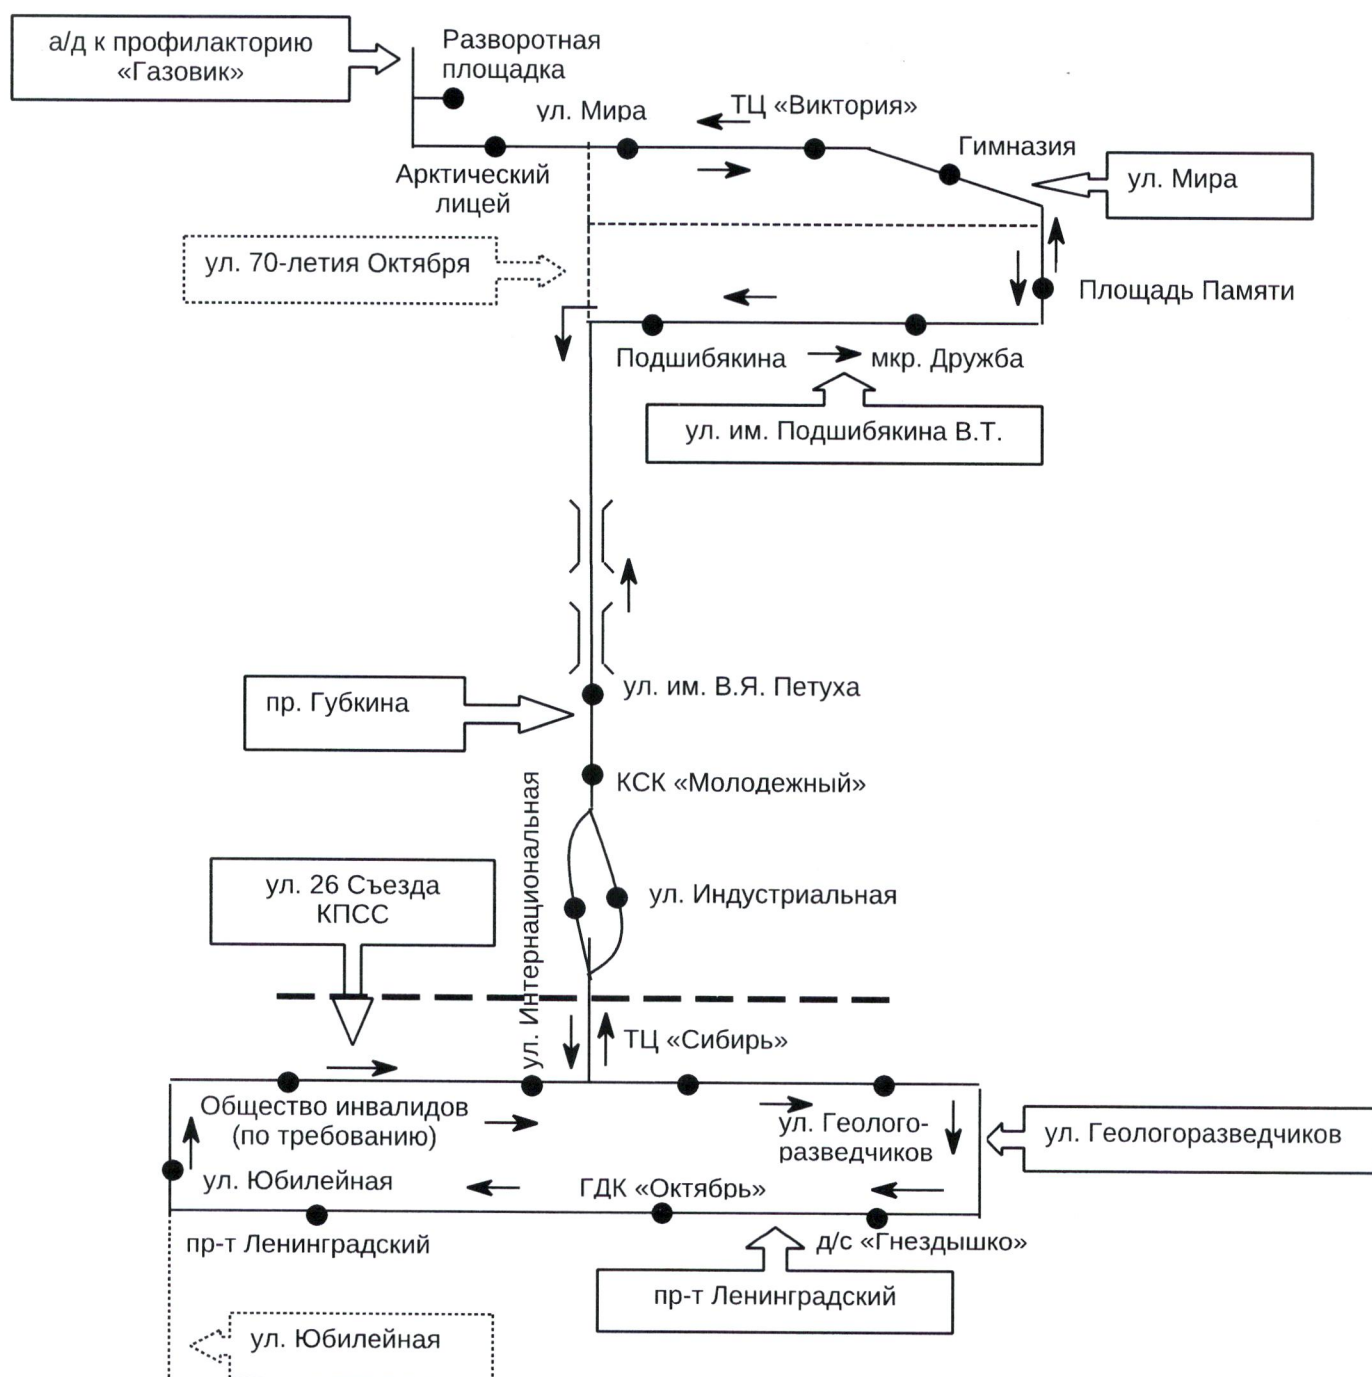 а/д к профилакторию
«Газовик»
Разворотная
площадка
ул. Мира
ТЦ «Виктория»
Гимназия
ул. Мира
Арктический
лицей
ул. 70-летия Октября
Площадь Памяти
Подшибякина
мкр. Дружба
ул. им. Подшибякина В.Т.
ул. им. В.Я. Петуха
пр. Губкина
КСК «Молодежный»
ул. Интернациональная
ул. 26 Съезда
КПСС
ул. Индустриальная
ТЦ «Сибирь»
Общество инвалидов
(по требованию)
ул. Геолого-
разведчиков
ул. Геологоразведчиков
ул. Юбилейная
ГДК «Октябрь»
пр-т Ленинградский
д/с «Гнездышко»
пр-т Ленинградский
ул. Юбилейная